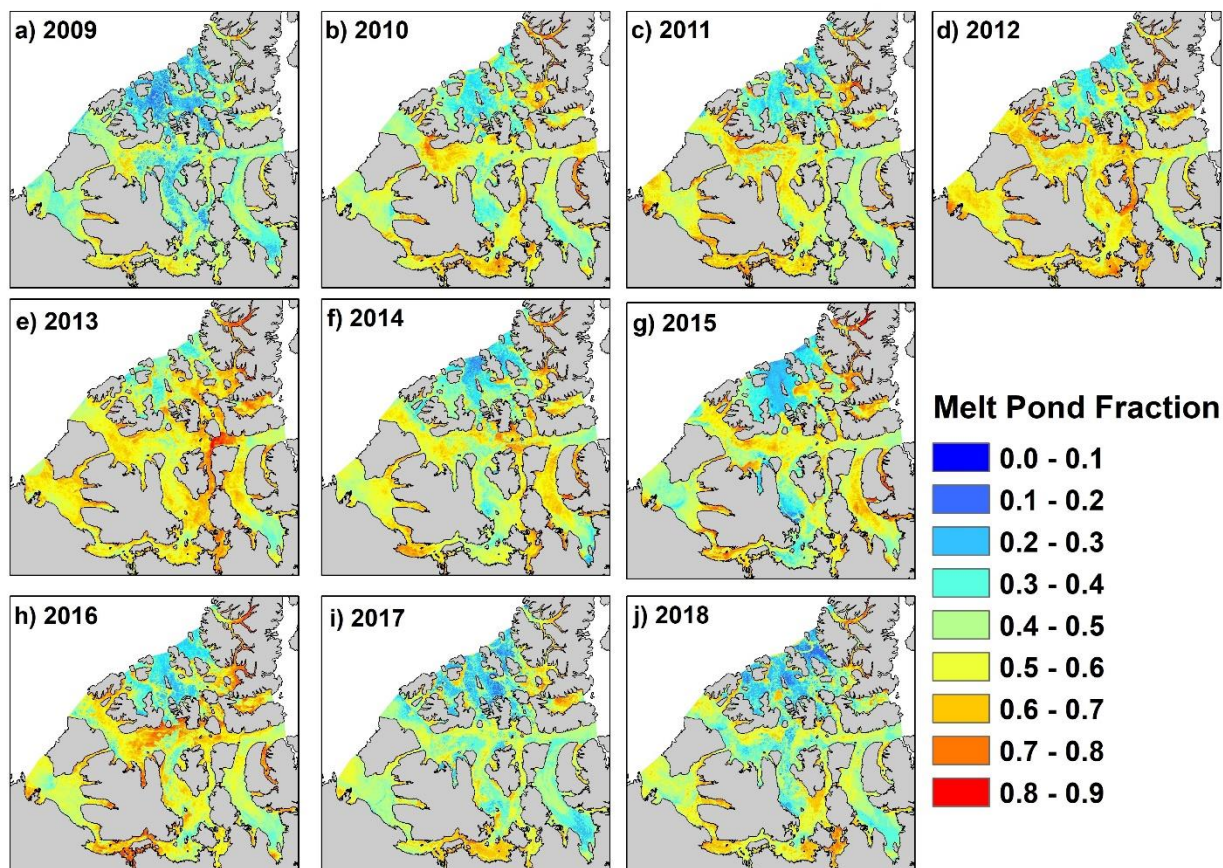 a) 2009
b) 2010
c) 2011
d) 2012
e) 2013
f) 2014
g) 2015
h) 2016
i) 2017
j) 2018
Melt Pond Fraction
0.0 - 0.1
0.1 - 0.2
0.2 - 0.3
0.3 - 0.4
0.4 - 0.5
0.5 - 0.6
0.6 - 0.7
0.7 - 0.8
0.8 - 0.9